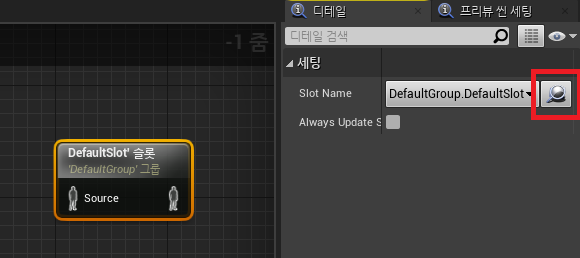 -1 줌
DefaultSlot' 슬롯
'DefaultGroup' 그룹
Source
디테일
프리뷰 씬 세팅
디테일 검색
세팅
Slot Name
DefaultGroup.DefaultSlot
Always Update S